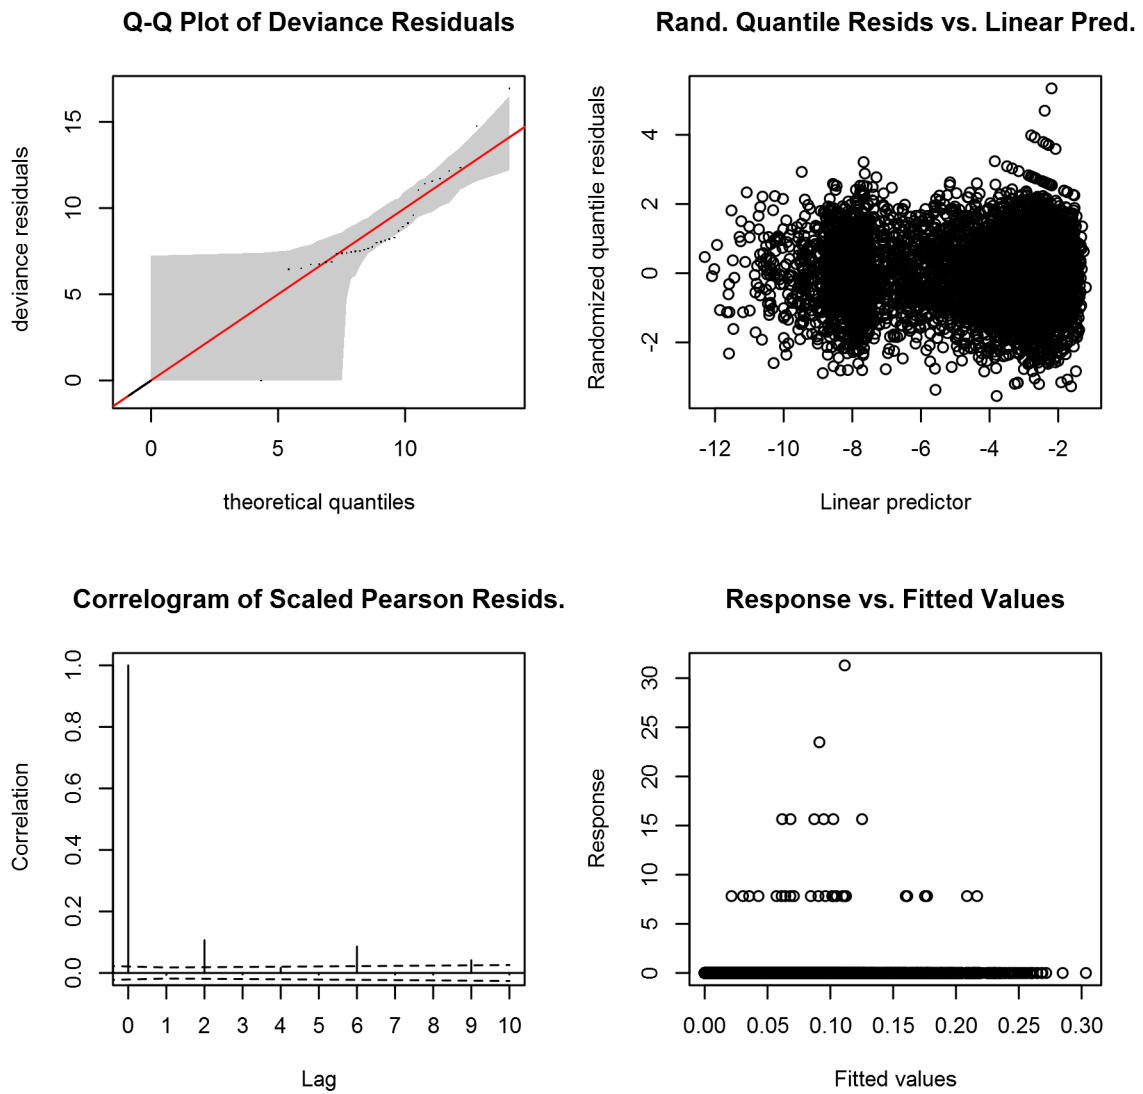 Q-Q Plot of Deviance Residuals
deviance residuals
15
10
5
0
0 5 10
theoretical quantiles
Rand. Quantile Resids vs. Linear Pred.
Randomized quantile residuals
4
2
0
-2
-12 -10 -8 -6 -4 -2
Linear predictor
Correlogram of Scaled Pearson Resids.
Correlation
1.0
0.8
0.6
0.4
0.2
0.0
0 1 2 3 4 5 6 7 8 9 10
Lag
Response vs. Fitted Values
Response
30
25
20
15
10
5
0
0.00 0.05 0.10 0.15 0.20 0.25 0.30
Fitted values